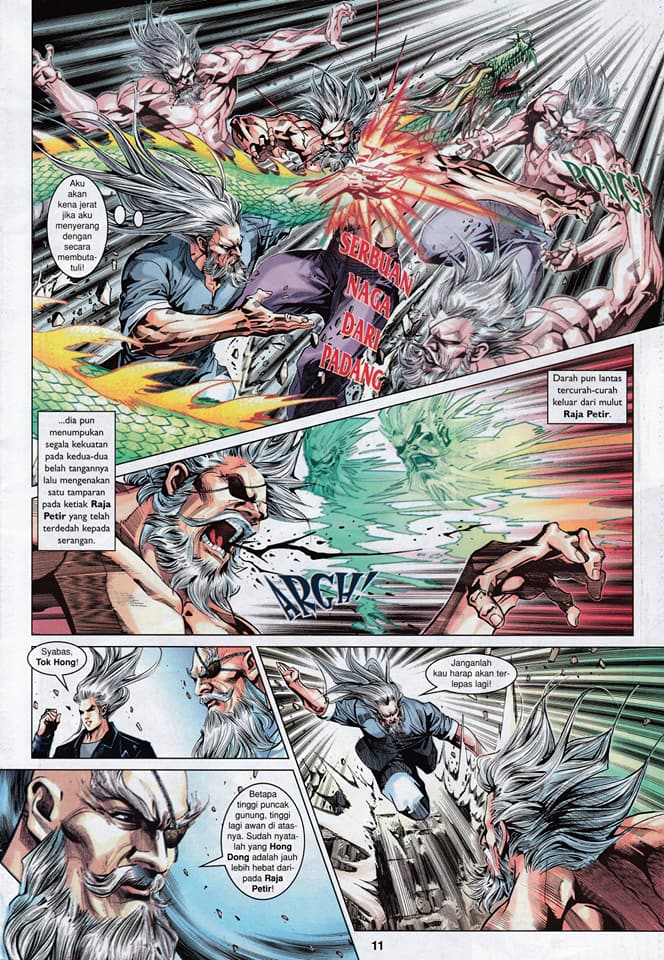 Aku
akan
kena jerat
jika aku
menyerang
dengan
secara
membuta-
tuli!
PONG!
SERBUAN
NAGA
DARI
PADANG
Darah pun lantas
tercurah-curah
keluar dari mulut
Raja Petir.
...dia pun
menumpukan
segala kekuatan
pada kedua-dua
belah tangannya
lalu mengenakan
satu tamparan
pada ketiak Raja
Petir yang telah
terdedah kepada
serangan.
ARGH!
Syabas,
Tok Hong!
Janganlah
kau harap akan ter-
lepas lagi!
Betapa
tinggi puncak
gunung, tinggi
lagi awan di atas-
nya. Sudah nyata-
lah yang Hong
Dong adalah jauh
lebih hebat dari-
pada Raja
Petir!
11